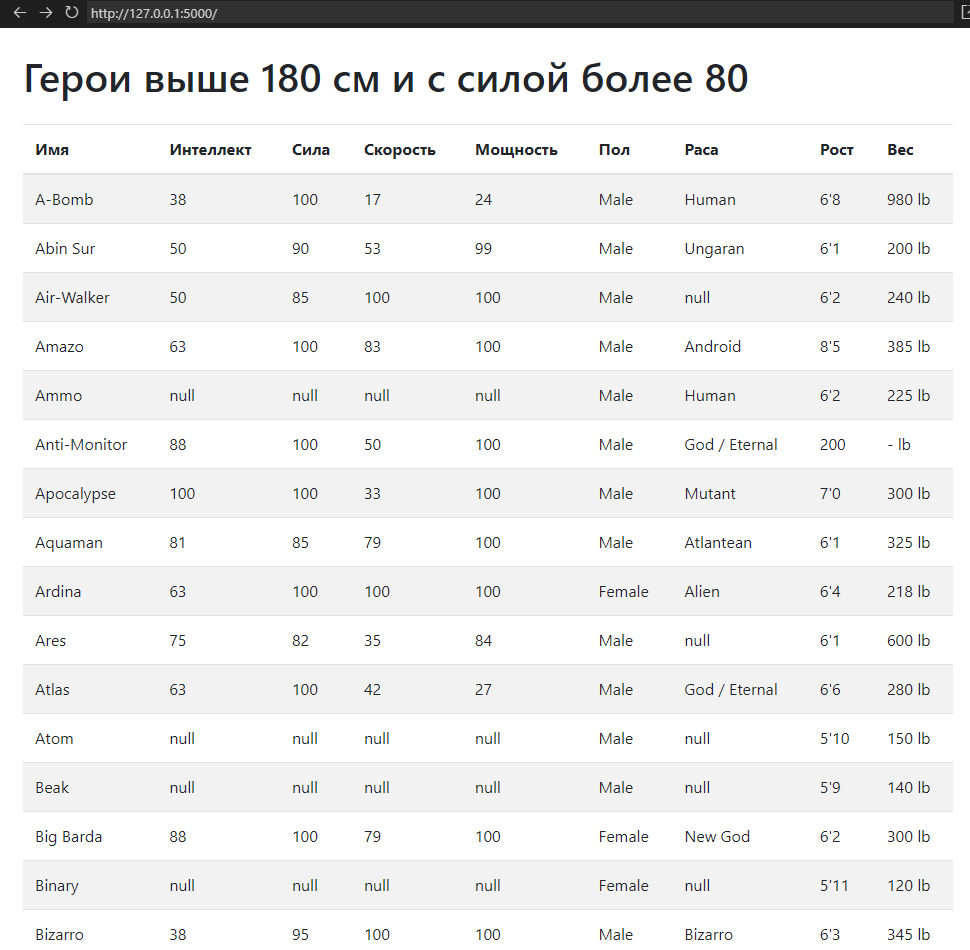 http://127.0.0.1:5000/
Герои выше 180 см и с силой более 80
Имя Интеллект Сила Скорость Мощность Пол Раса Рост Вес
A-Bomb 38 100 17 24 Male Human 6'8 980 lb
Abin Sur 50 90 53 99 Male Ungaran 6'1 200 lb
Air-Walker 50 85 100 100 Male null 6'2 240 lb
Amazo 63 100 83 100 Male Android 8'5 385 lb
Ammo null null null null Male Human 6'2 225 lb
Anti-Monitor 88 100 50 100 Male God / Eternal 200 - lb
Apocalypse 100 100 33 100 Male Mutant 7'0 300 lb
Aquaman 81 85 79 100 Male Atlantean 6'1 325 lb
Ardina 63 100 100 100 Female Alien 6'4 218 lb
Ares 75 82 35 84 Male null 6'1 600 lb
Atlas 63 100 42 27 Male God / Eternal 6'6 280 lb
Atom null null null null Male null 5'10 150 lb
Beak null null null null Male null 5'9 140 lb
Big Barda 88 100 79 100 Female New God 6'2 300 lb
Binary null null null null Female null 5'11 120 lb
Bizarro 38 95 100 100 Male Bizarro 6'3 345 lb